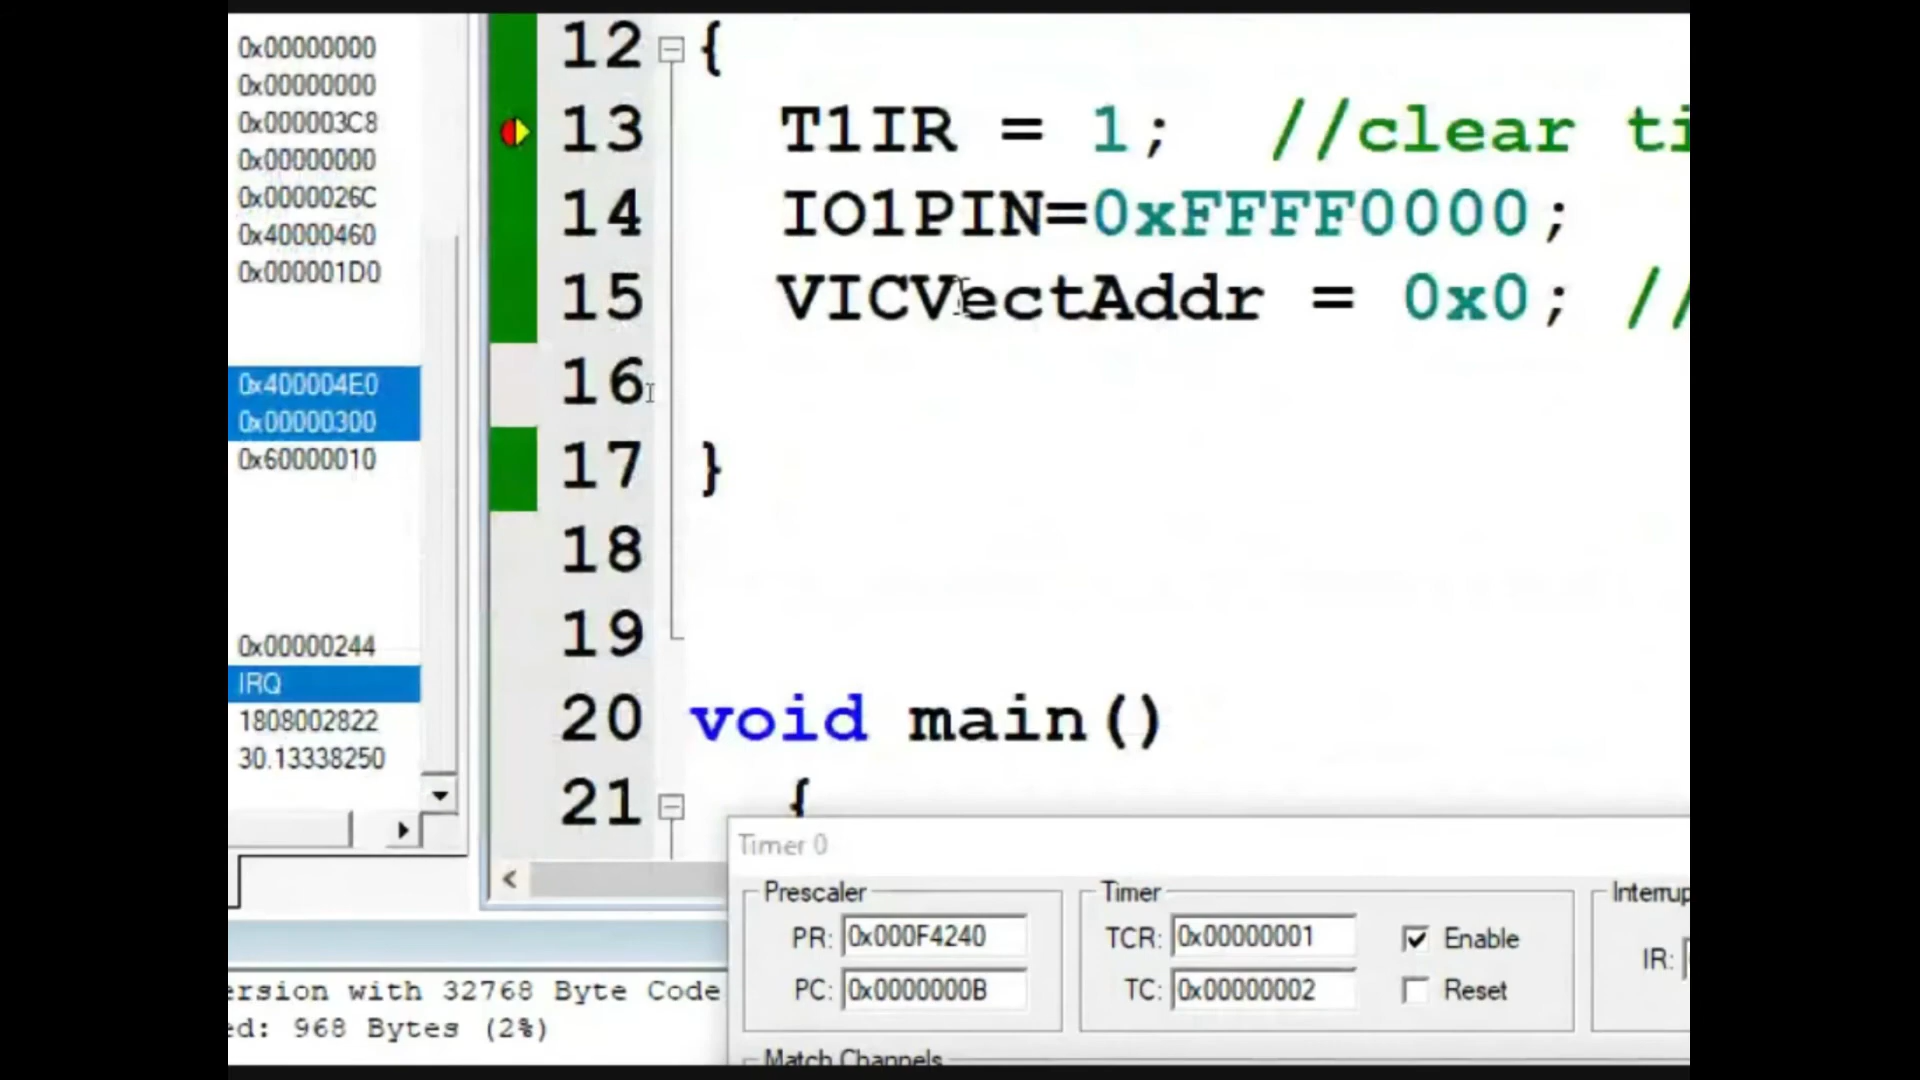 0x00000000
0x00000000
0x000003C8
0x00000000
0x0000026C
0x40000460
0x000001D0
0x400004E0
0x00000300
0x60000010
0x00000244
IRQ
1808002822
30.13338250
12 {
13 T1IR = 1; //clear ti
14 IO1PIN=0xFFFF0000;
15 VICVectAddr = 0x0; //
16
17 }
18
19
20 void main()
21 {
ersion with 32768 Byte Code
ed: 968 Bytes (2%)
Timer 0
Prescaler
PR: 0x000F4240
PC: 0x0000000B
Timer
TCR: 0x00000001
Enable
TC: 0x00000002
Reset
Interrup
IR:
Match Channels